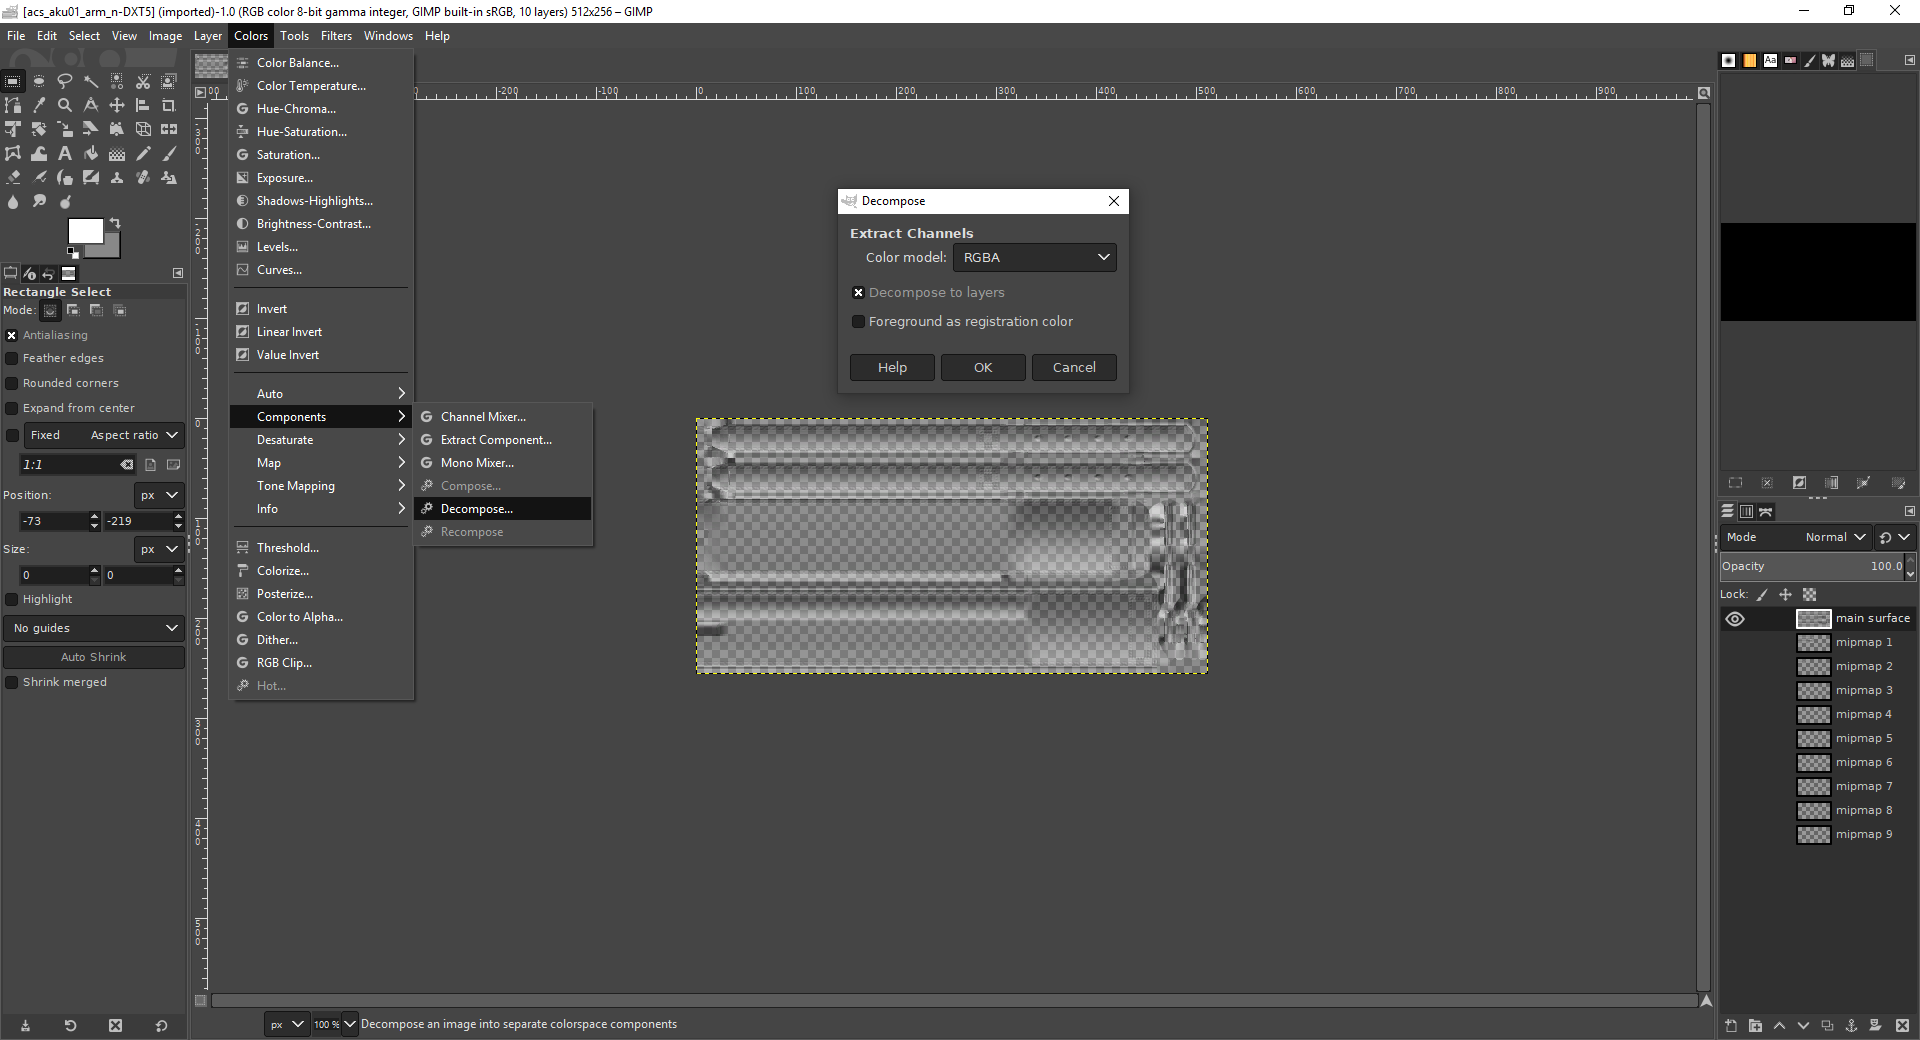 [acs_aku01_arm_n-DXT5] (imported)-1.0 (RGB color 8-bit gamma integer, GIMP built-in sRGB, 10 layers) 512x256 – GIMP
File Edit Select View Image Layer Colors Tools Filters Windows Help
Color Balance...
Color Temperature...
Hue-Chroma...
Hue-Saturation...
Saturation...
Exposure...
Shadows-Highlights...
Brightness-Contrast...
Levels...
Curves...
Invert
Linear Invert
Value Invert
Auto
Components
Desaturate
Map
Tone Mapping
Info
Threshold...
Colorize...
Posterize...
Color to Alpha...
Dither...
RGB Clip...
Hot...
Channel Mixer...
Extract Component...
Mono Mixer...
Compose...
Decompose...
Recompose
-200 -100 0 100 200 300 400 500 600 700 800 900
Decompose
Extract Channels
Color model: RGBA
Decompose to layers
Foreground as registration color
Help OK Cancel
Rectangle Select
Mode:
Antialiasing
Feather edges
Rounded corners
Expand from center
Fixed Aspect ratio
1:1
Position: px
-73 -219
Size: px
0 0
Highlight
No guides
Auto Shrink
Shrink merged
px 100 % Decompose an image into separate colorspace components
Aa
Mode Normal
Opacity 100.0
Lock:
main surface
mipmap 1
mipmap 2
mipmap 3
mipmap 4
mipmap 5
mipmap 6
mipmap 7
mipmap 8
mipmap 9